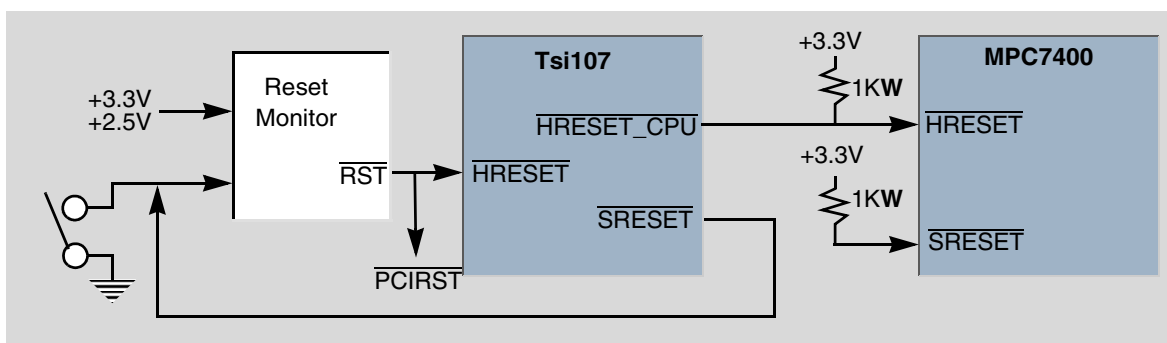 +3.3V
+2.5V
Reset
Monitor
RST
PCIRST
Tsi107
HRESET_CPU
HRESET
SRESET
+3.3V
1KW
+3.3V
1KW
MPC7400
HRESET
SRESET